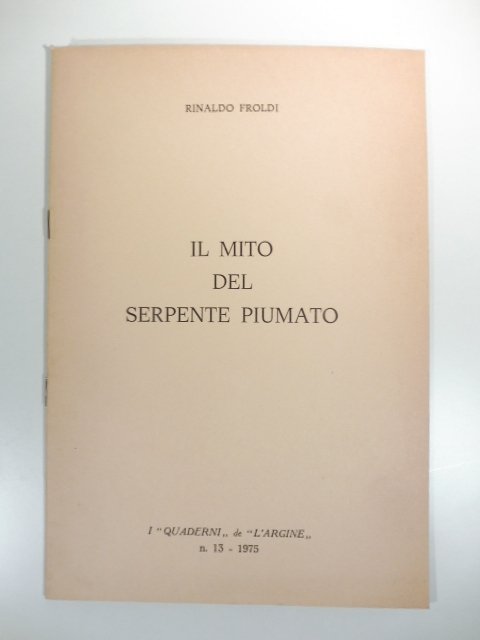 RINALDO FROLDI
IL MITO
DEL
SERPENTE PIUMATO
I "QUADERNI„ de "L'ARGINE„
n. 13 - 1975